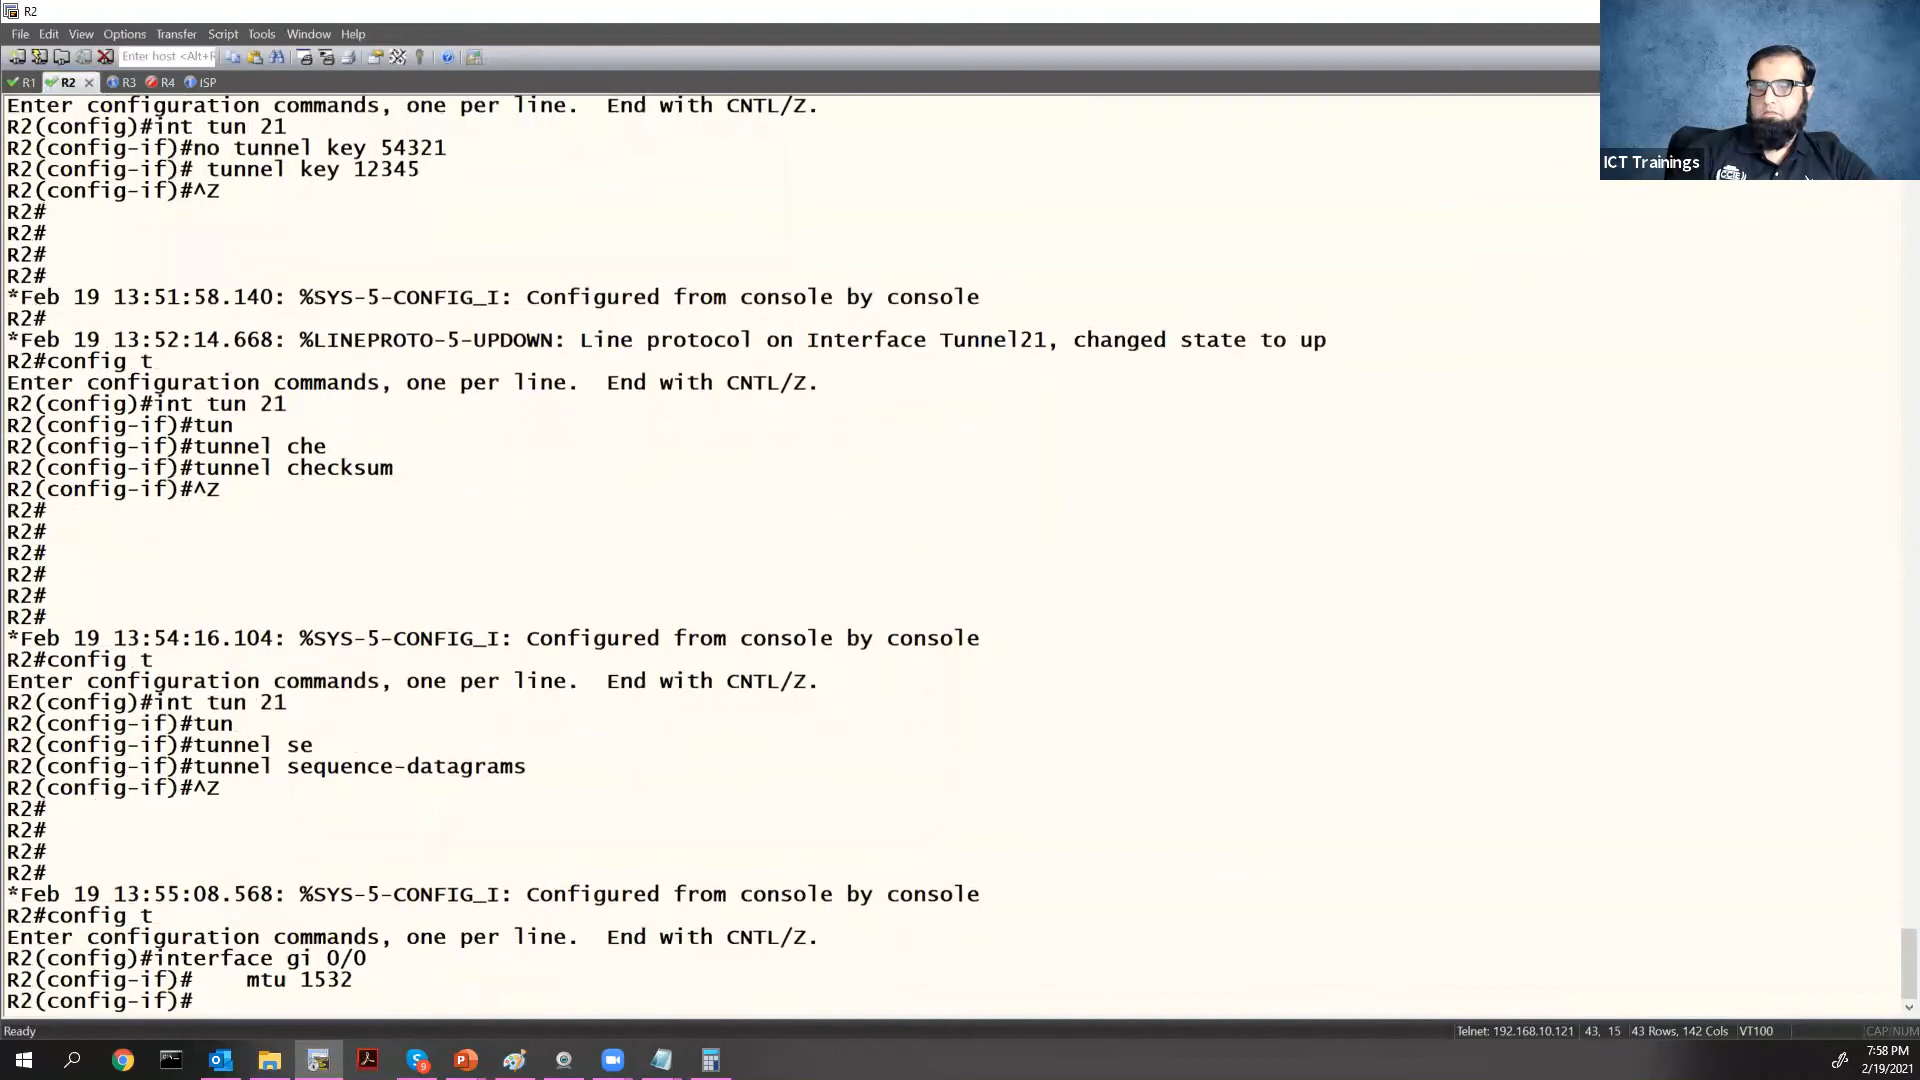 R2
File Edit View Options Transfer Script Tools Window Help
Enter host <Alt+R
R1 R2 R3 R4 ISP
Enter configuration commands, one per line.  End with CNTL/Z.
R2(config)#int tun 21
R2(config-if)#no tunnel key 54321
R2(config-if)# tunnel key 12345
R2(config-if)#^Z
R2#
R2#
R2#
R2#
*Feb 19 13:51:58.140: %SYS-5-CONFIG_I: Configured from console by console
R2#
*Feb 19 13:52:14.668: %LINEPROTO-5-UPDOWN: Line protocol on Interface Tunnel21, changed state to up
R2#config t
Enter configuration commands, one per line.  End with CNTL/Z.
R2(config)#int tun 21
R2(config-if)#tun
R2(config-if)#tunnel che
R2(config-if)#tunnel checksum
R2(config-if)#^Z
R2#
R2#
R2#
R2#
R2#
R2#
*Feb 19 13:54:16.104: %SYS-5-CONFIG_I: Configured from console by console
R2#config t
Enter configuration commands, one per line.  End with CNTL/Z.
R2(config)#int tun 21
R2(config-if)#tun
R2(config-if)#tunnel se
R2(config-if)#tunnel sequence-datagrams
R2(config-if)#^Z
R2#
R2#
R2#
R2#
*Feb 19 13:55:08.568: %SYS-5-CONFIG_I: Configured from console by console
R2#config t
Enter configuration commands, one per line.  End with CNTL/Z.
R2(config)#interface gi 0/0
R2(config-if)#    mtu 1532
R2(config-if)#
ICT Trainings
CCIE
Ready
Telnet: 192.168.10.121 43, 15 43 Rows, 142 Cols VT100 CAP NUM
9
7:58 PM
2/19/2021